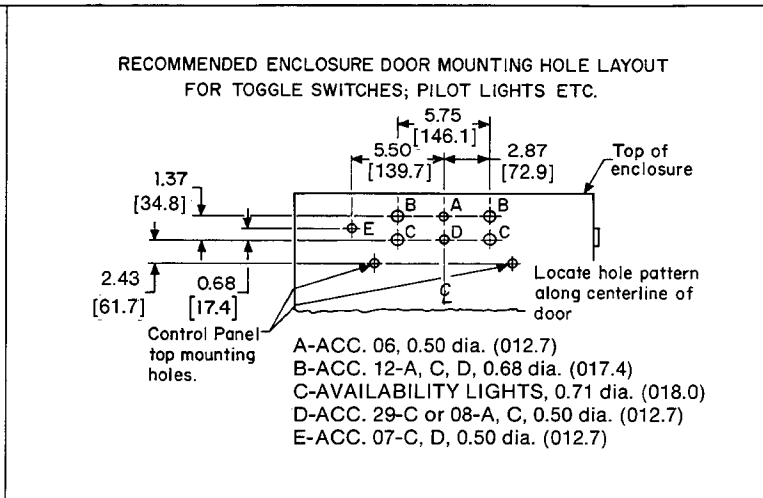 RECOMMENDED ENCLOSURE DOOR MOUNTING HOLE LAYOUT
FOR TOGGLE SWITCHES; PILOT LIGHTS ETC.
5.75
[146.1]
5.50
[139.7]
2.87
[72.9]
Top of
enclosure
1.37
[34.8]
B
A
B
E
C
D
C
2.43
[61.7]
0.68
[17.4]
℄
Locate hole pattern
along centerline of
door
Control Panel
top mounting
holes.
A-ACC. 06, 0.50 dia. (012.7)
B-ACC. 12-A, C, D, 0.68 dia. (017.4)
C-AVAILABILITY LIGHTS, 0.71 dia. (018.0)
D-ACC. 29-C or 08-A, C, 0.50 dia. (012.7)
E-ACC. 07-C, D, 0.50 dia. (012.7)